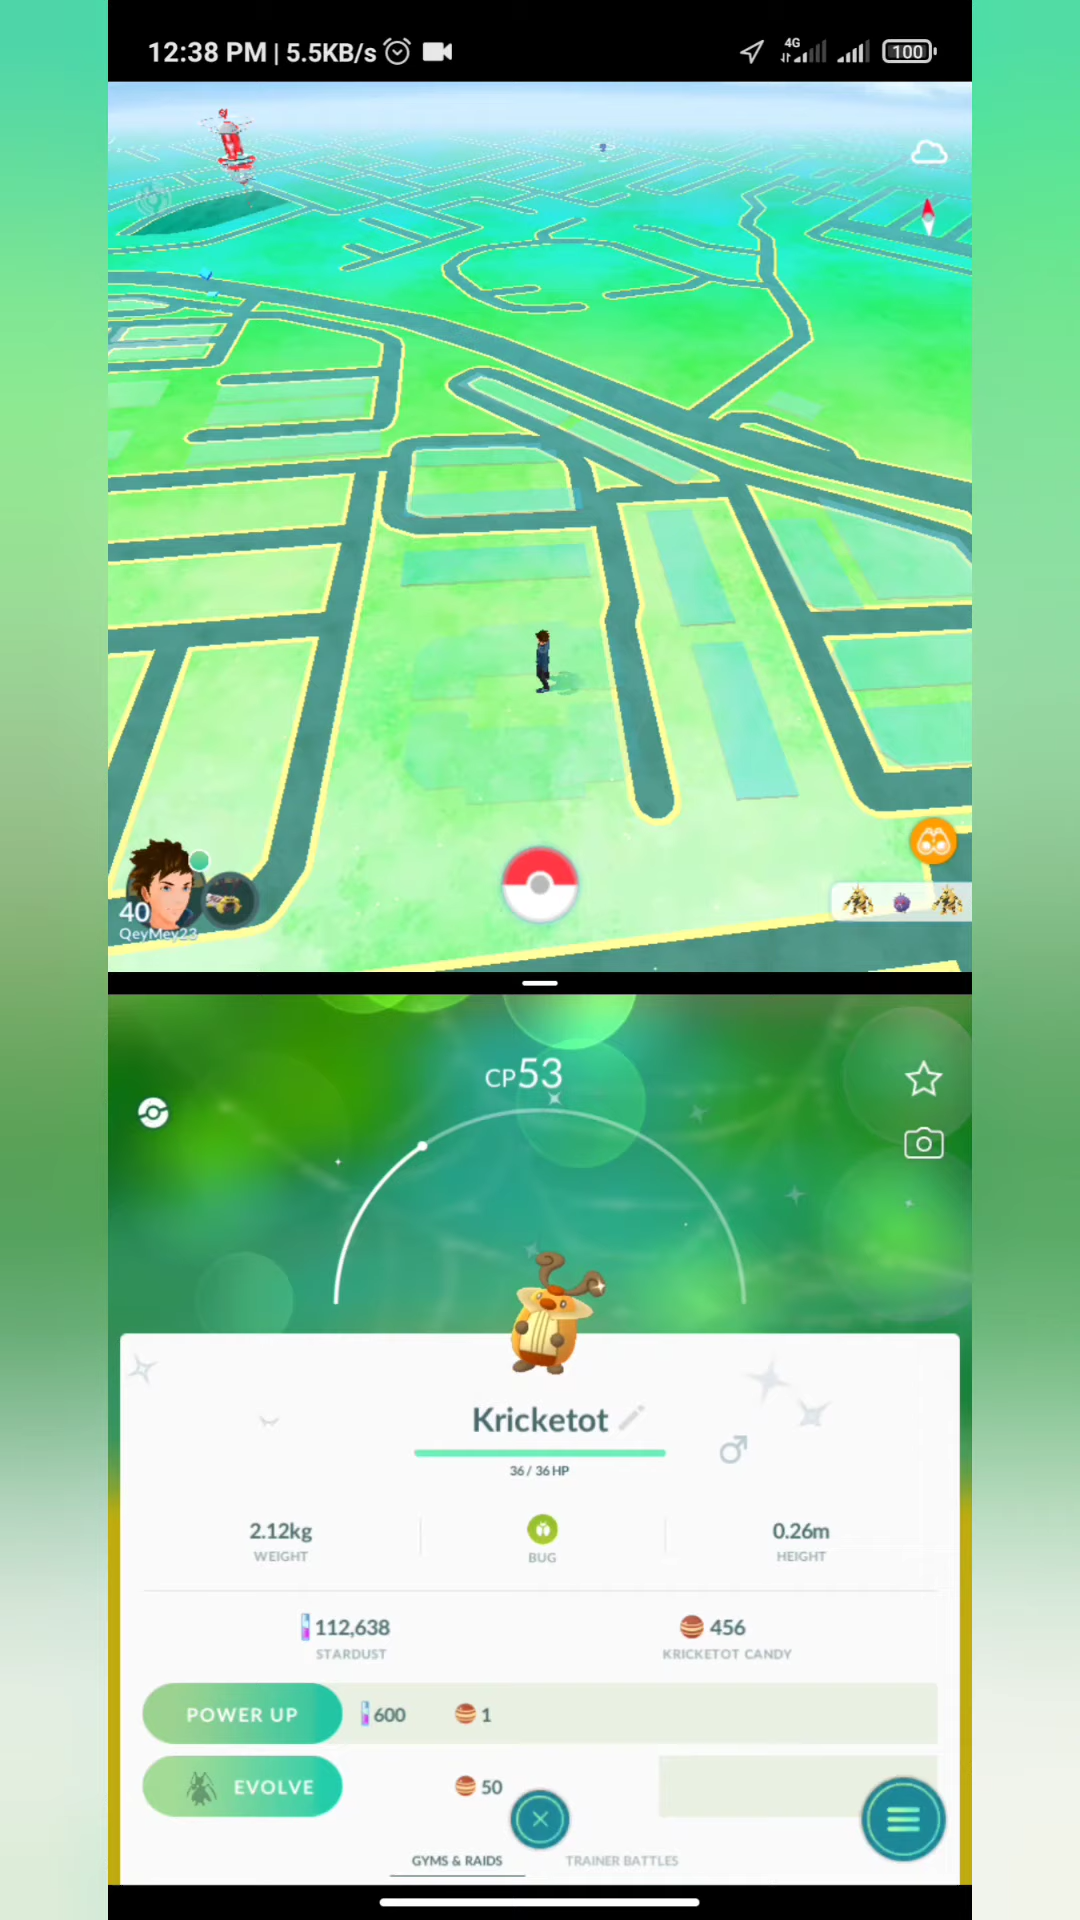 12:38 PM | 5.5KB/s
4G
100
40
QeyMey23
CP53
Kricketot
36 / 36 HP
2.12kg
WEIGHT
BUG
0.26m
HEIGHT
112,638
STARDUST
456
KRICKETOT CANDY
POWER UP
600
1
EVOLVE
50
GYMS & RAIDS
TRAINER BATTLES